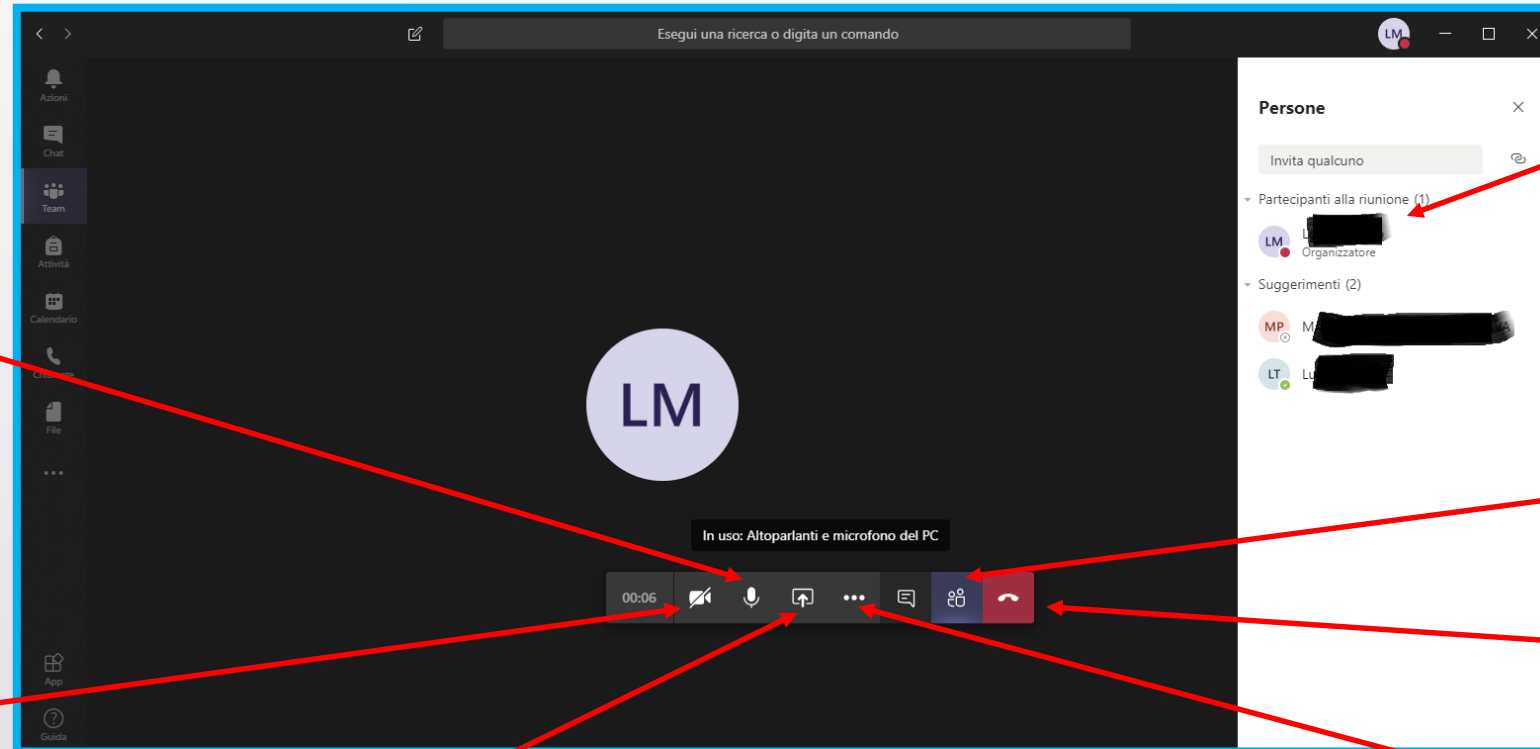 Esegui una ricerca o digita un comando
LM
Azioni
Chat
Team
Attività
Calendario
File
App
Guida
LM
In uso: Altoparlanti e microfono del PC
00:06
Persone
Invita qualcuno
Partecipanti alla riunione (1)
LM
Organizzatore
Suggerimenti (2)
MP M
LT Lu